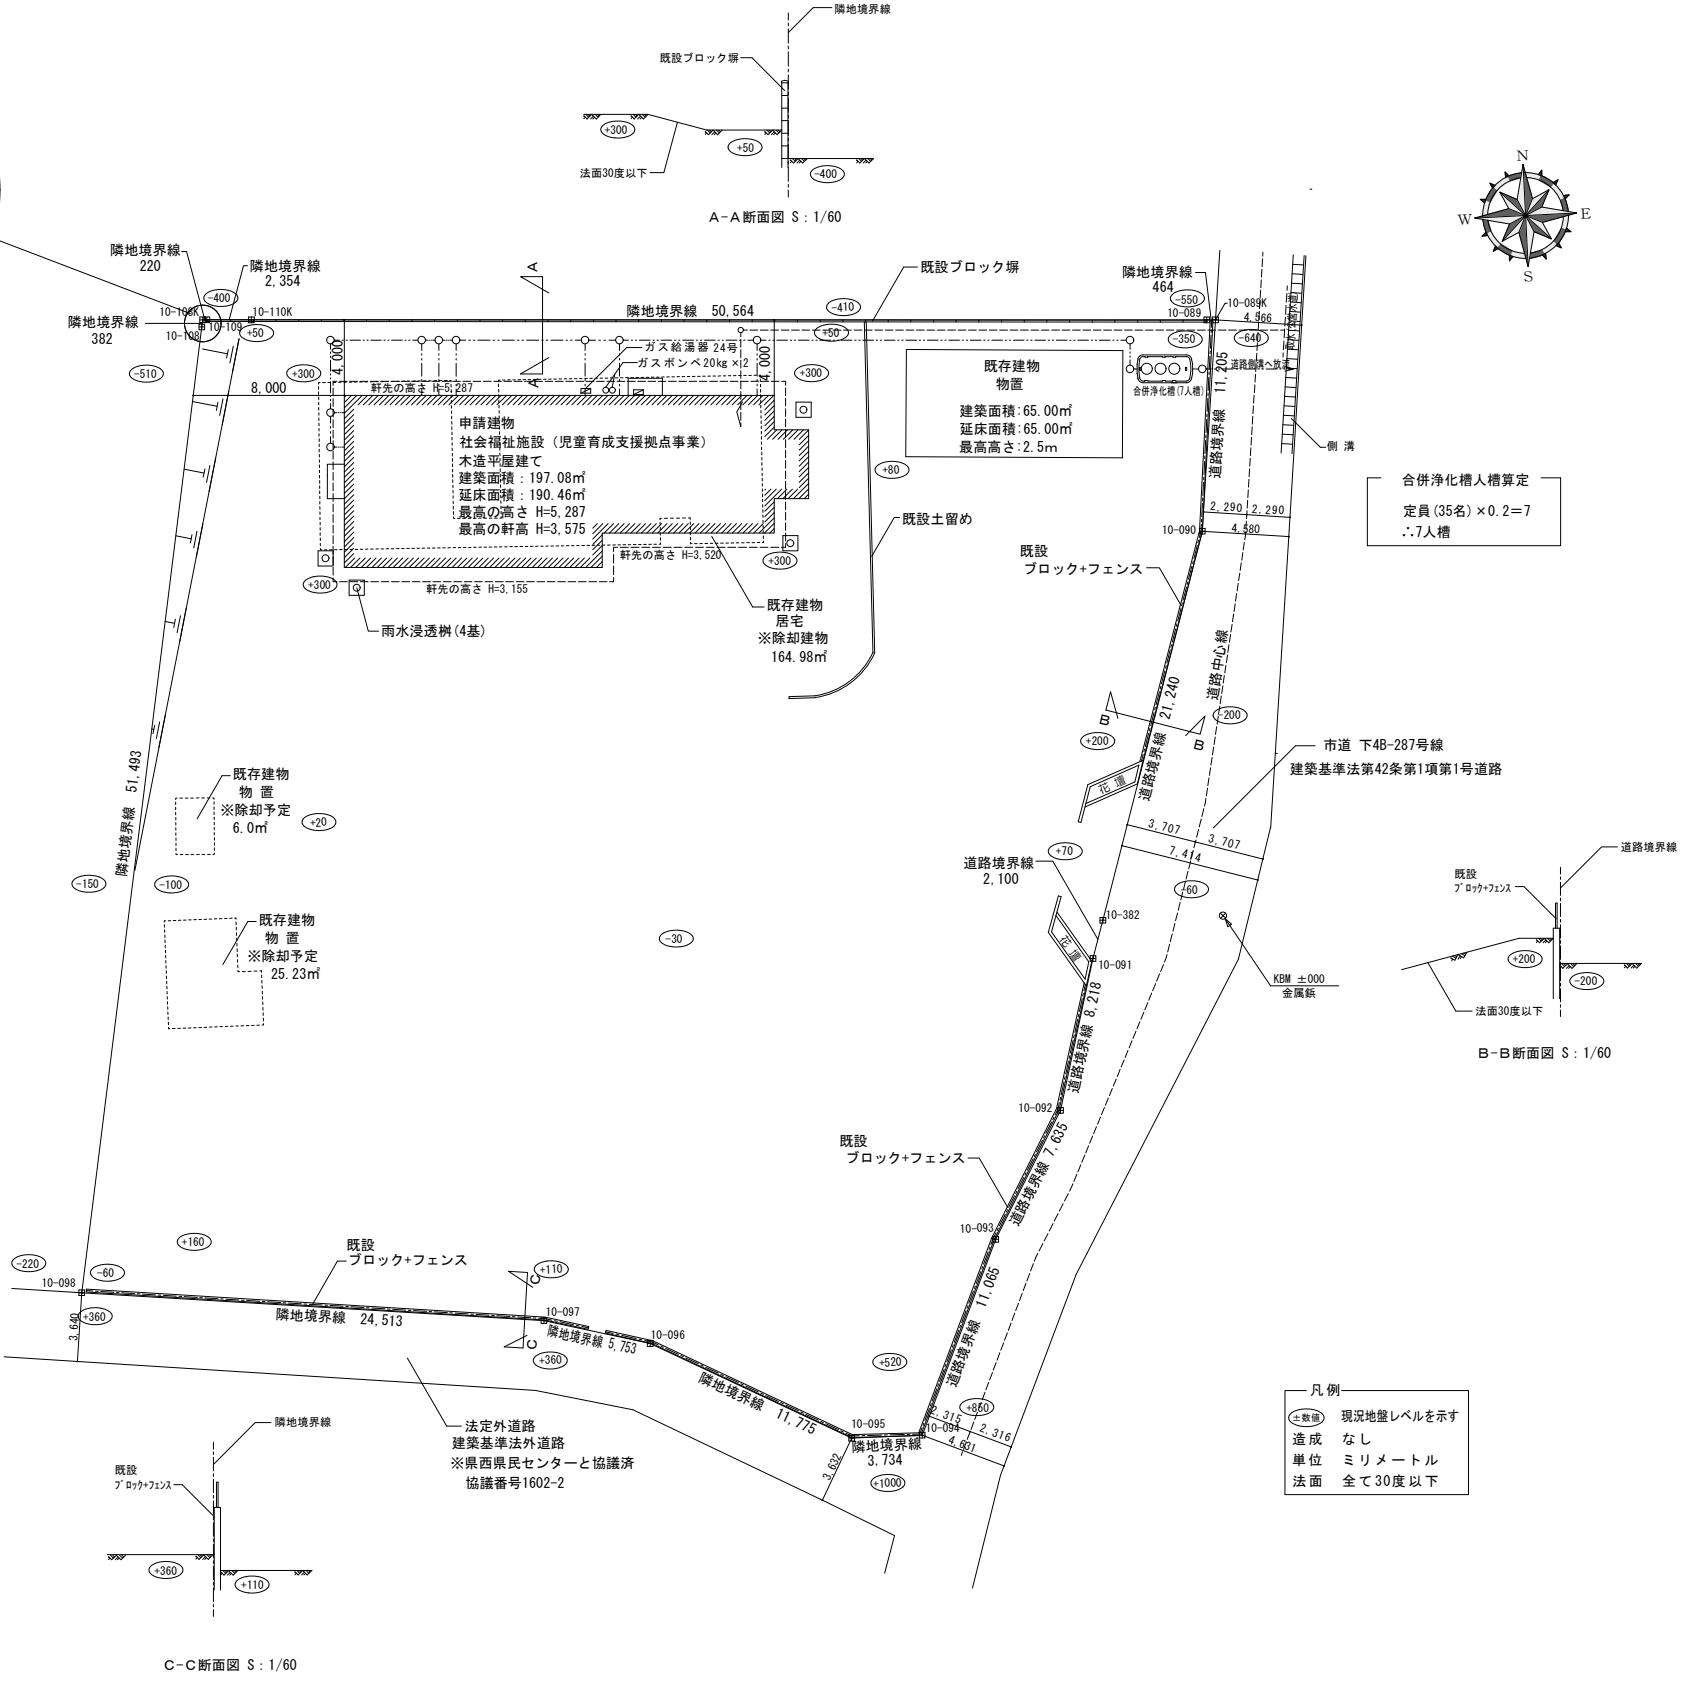 隣地境界線
既設ブロック塀
+300
+50
-400
法面30度以下
A-A断面図 S : 1/60
N
W
E
S
隣地境界線
220
隣地境界線
2,354
-400
10-108K
10-109
10-110K
+50
隣地境界線
382
10-108
-510
8,000
A
A
隣地境界線 50,564
-410
+50
既設ブロック塀
隣地境界線
464
-550
10-089
10-089K
4,566
-350
-640
道路側溝へ放流
合併浄化槽(7人槽)
道路境界線 11,205
側 溝
+300
4,000
ガス給湯器 24号
ガスボンベ20kg×2
4,000
+300
軒先の高さ H=5,287
申請建物
社会福祉施設（児童育成支援拠点事業）
木造平屋建て
建築面積：197.08㎡
延床面積：190.46㎡
最高の高さ H=5,287
最高の軒高 H=3,575
軒先の高さ H=3,520
軒先の高さ H=3,155
+300
+300
雨水浸透桝(4基)
既存建物
居宅
※除却建物
164.98㎡
既存建物
物置
建築面積:65.00㎡
延床面積:65.00㎡
最高高さ:2.5m
+80
既設土留め
合併浄化槽人槽算定
定員(35名)×0.2=7
∴7人槽
2,290
2,290
10-090
4,580
既設
ブロック+フェンス
道路中心線
道路境界線 21,240
B
B
-200
+200
花 壇
市道 下4B-287号線
建築基準法第42条第1項第1号道路
3,707
3,707
7,414
+70
道路境界線
2,100
-60
10-382
花 壇
10-091
KBM ±000
金属鋲
道路境界線 8,218
隣地境界線 51,493
既存建物
物 置
※除却予定
6.0㎡
+20
-150
-100
既存建物
物 置
※除却予定
25.23㎡
-30
道路境界線
既設
ブロック+フェンス
+200
-200
法面30度以下
B-B断面図 S : 1/60
10-092
道路境界線 7,635
既設
ブロック+フェンス
10-093
道路境界線 11,065
+160
-220
10-098
-60
+360
3,640
既設
ブロック+フェンス
隣地境界線 24,513
C
C
+110
10-097
隣地境界線 5,753
10-096
+360
隣地境界線 11,775
+520
10-095
隣地境界線
3,734
+860
10-094
2,315
2,316
4,631
3,632
+1000
法定外道路
建築基準法外道路
※県西県民センターと協議済
協議番号1602-2
凡例
±数値 現況地盤レベルを示す
造成 なし
単位 ミリメートル
法面 全て30度以下
隣地境界線
既設
ブロック+フェンス
+360
+110
C-C断面図 S : 1/60